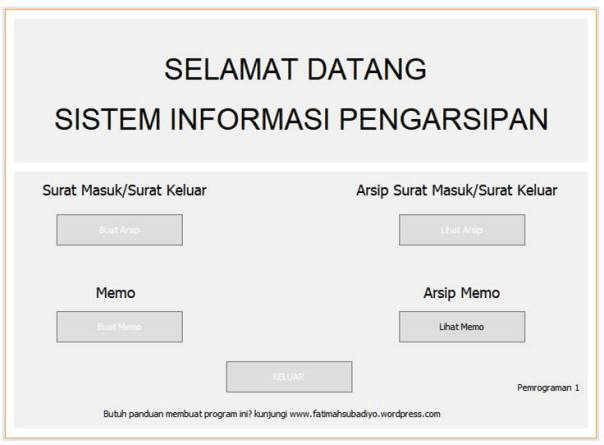 SELAMAT DATANG
SISTEM INFORMASI PENGARSIPAN
Surat Masuk/Surat Keluar
Arsip Surat Masuk/Surat Keluar
Buat Arsip
Lihat Arsip
Memo
Arsip Memo
Buat Memo
Lihat Memo
KELUAR
Pemrograman 1
Butuh panduan membuat program ini? kunjungi www.fatimahsubadiyo.wordpress.com